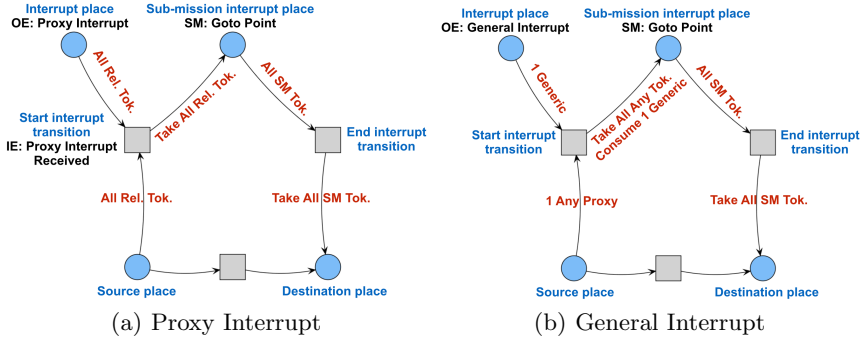 Interrupt place
OE: Proxy Interrupt
Sub-mission interrupt place
SM: Goto Point
All Rel. Tok.
Take All Rel. Tok.
All SM Tok.
Start interrupt
transition
IE: Proxy Interrupt
Received
End interrupt
transition
All Rel. Tok.
Take All SM Tok.
Source place
Destination place
(a) Proxy Interrupt
Interrupt place
OE: General Interrupt
Sub-mission interrupt place
SM: Goto Point
1 Generic
Take All Any Tok.
Consume 1 Generic
All SM Tok.
Start interrupt
transition
End interrupt
transition
1 Any Proxy
Take All SM Tok.
Source place
Destination place
(b) General Interrupt